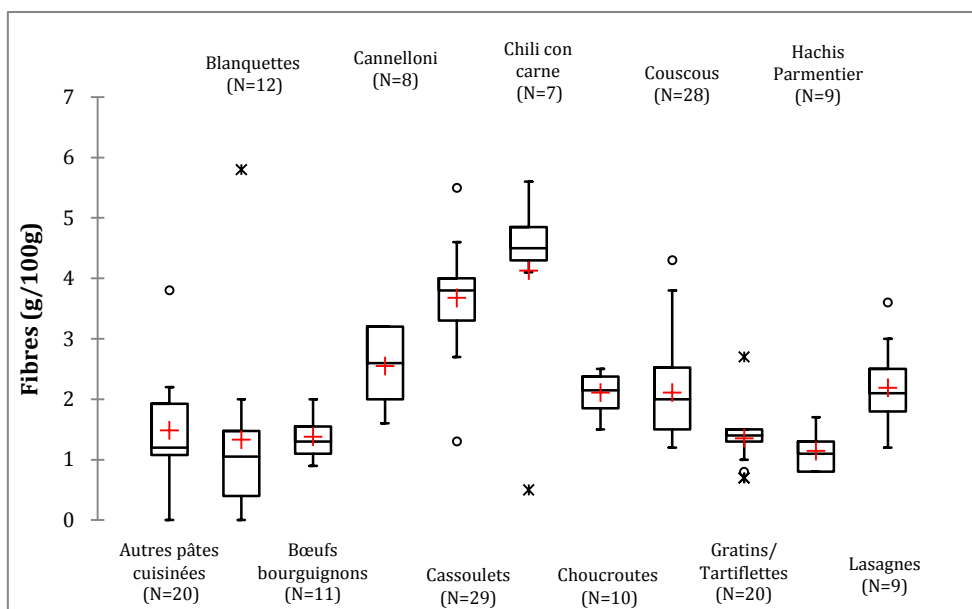 Blanquettes
(N=12)
Cannelloni
(N=8)
Chili con
carne
(N=7)
Couscous
(N=28)
Hachis
Parmentier
(N=9)
Fibres (g/100g)
7
6
5
4
3
2
1
0
Autres pâtes
cuisinées
(N=20)
Bœufs
bourguignons
(N=11)
Cassoulets
(N=29)
Choucroutes
(N=10)
Gratins/
Tartiflettes
(N=20)
Lasagnes
(N=9)